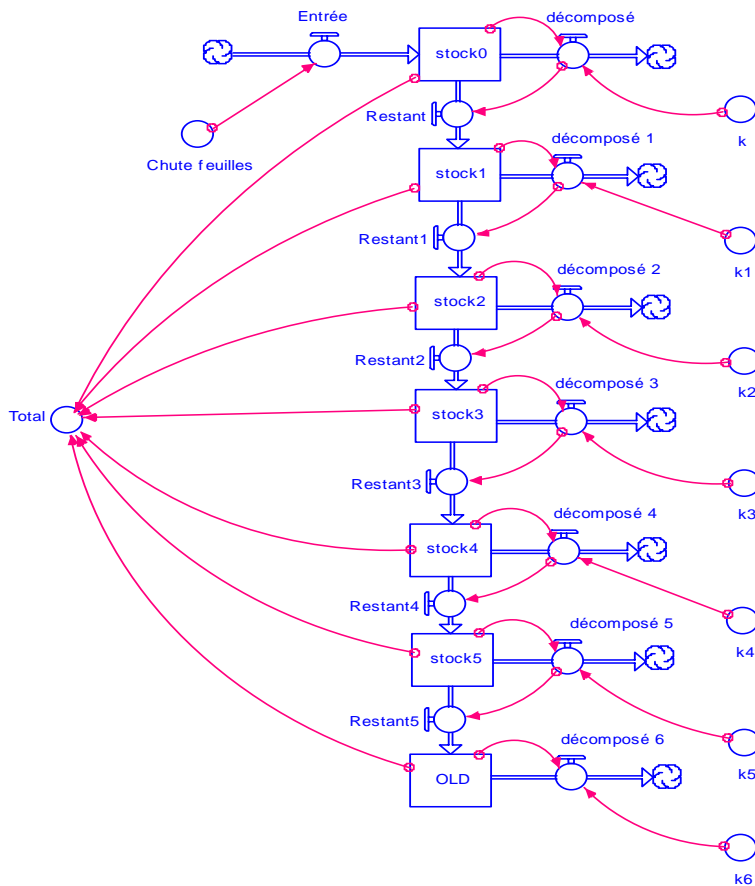 Entrée
décomposé
stock0
Restant
k
Chute feuilles
décomposé 1
stock1
Restant1
k1
décomposé 2
stock2
Restant2
k2
décomposé 3
stock3
Total
Restant3
k3
décomposé 4
stock4
Restant4
k4
décomposé 5
stock5
Restant5
k5
décomposé 6
OLD
k6